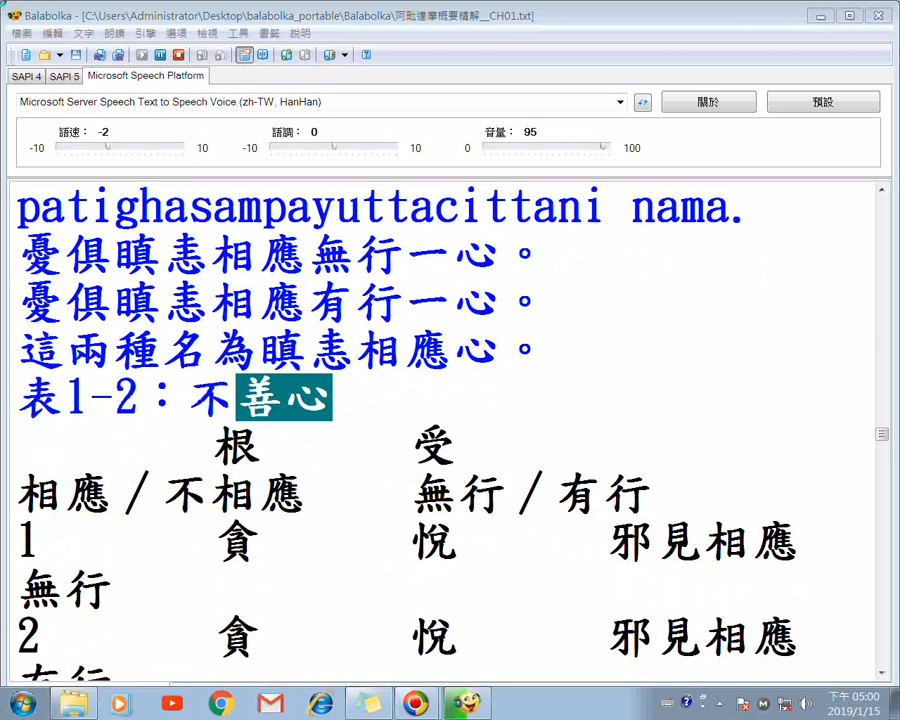 Balabolka - [C:\Users\Administrator\Desktop\balabolka_portable\Balabolka\阿毗達摩概要精解__CH01.txt]
檔案 編輯 文字 朗讀 引擎 選項 檢視 工具 書籤 說明
SAPI 4 SAPI 5 Microsoft Speech Platform
Microsoft Server Speech Text to Speech Voice (zh-TW, HanHan) 關於 預設
語速： -2 語調： 0 音量： 95
-10 10 -10 10 0 100
patighasampayuttacittani nama.
憂俱瞋恚相應無行一心。
憂俱瞋恚相應有行一心。
這兩種名為瞋恚相應心。
表1-2：不善心
根 受
相應／不相應 無行／有行
1 貪 悅 邪見相應
無行
2 貪 悅 邪見相應
有行
下午 05:00
2019/1/15